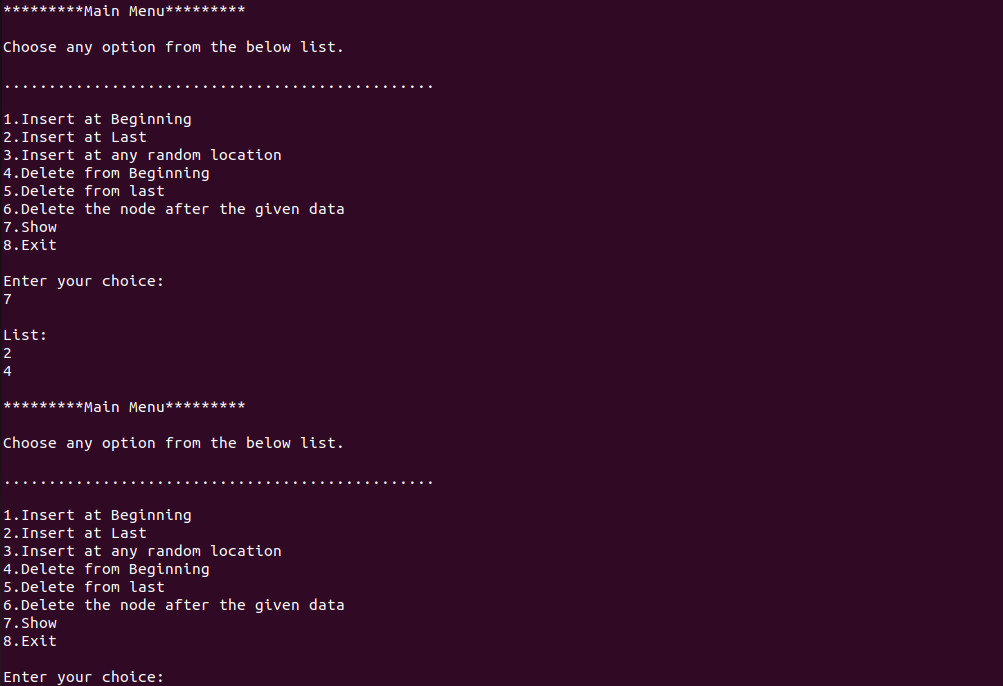 *********Main Menu*********
Choose any option from the below list.
................................................
1.Insert at Beginning
2.Insert at Last
3.Insert at any random location
4.Delete from Beginning
5.Delete from last
6.Delete the node after the given data
7.Show
8.Exit
Enter your choice:
7
List:
2
4
*********Main Menu*********
Choose any option from the below list.
................................................
1.Insert at Beginning
2.Insert at Last
3.Insert at any random location
4.Delete from Beginning
5.Delete from last
6.Delete the node after the given data
7.Show
8.Exit
Enter your choice: